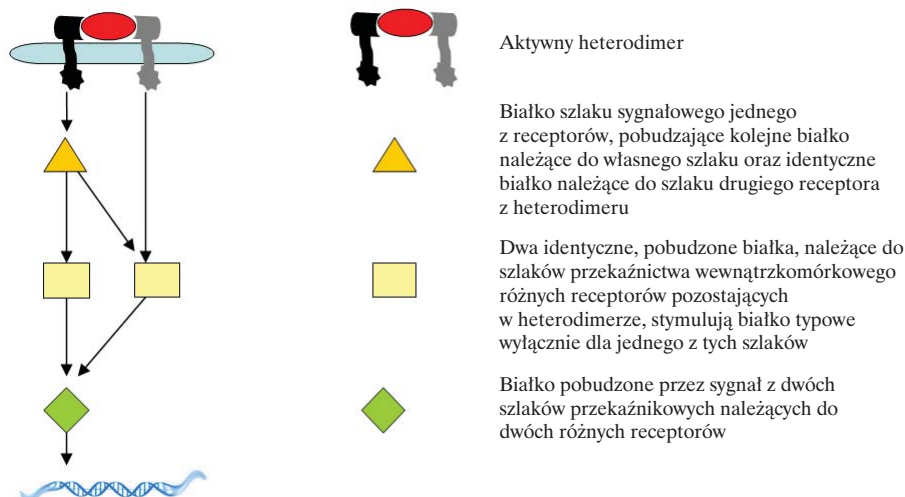 Aktywny heterodimer
Białko szlaku sygnałowego jednego
z receptorów, pobudzające kolejne białko
należące do własnego szlaku oraz identyczne
białko należące do szlaku drugiego receptora
z heterodimeru
Dwa identyczne, pobudzone białka, należące do
szlaków przekaźnictwa wewnątrzkomórkowego
różnych receptorów pozostających
w heterodimerze, stymulują białko typowe
wyłącznie dla jednego z tych szlaków
Białko pobudzone przez sygnał z dwóch
szlaków przekaźnikowych należących do
dwóch różnych receptorów